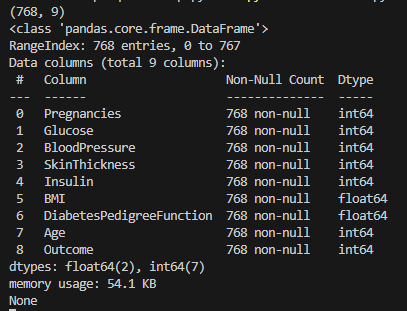 (768, 9)
<class 'pandas.core.frame.DataFrame'>
RangeIndex: 768 entries, 0 to 767
Data columns (total 9 columns):
 #   Column                    Non-Null Count  Dtype
---  ------                    --------------  -----
 0   Pregnancies               768 non-null    int64
 1   Glucose                   768 non-null    int64
 2   BloodPressure             768 non-null    int64
 3   SkinThickness             768 non-null    int64
 4   Insulin                   768 non-null    int64
 5   BMI                       768 non-null    float64
 6   DiabetesPedigreeFunction  768 non-null    float64
 7   Age                       768 non-null    int64
 8   Outcome                   768 non-null    int64
dtypes: float64(2), int64(7)
memory usage: 54.1 KB
None